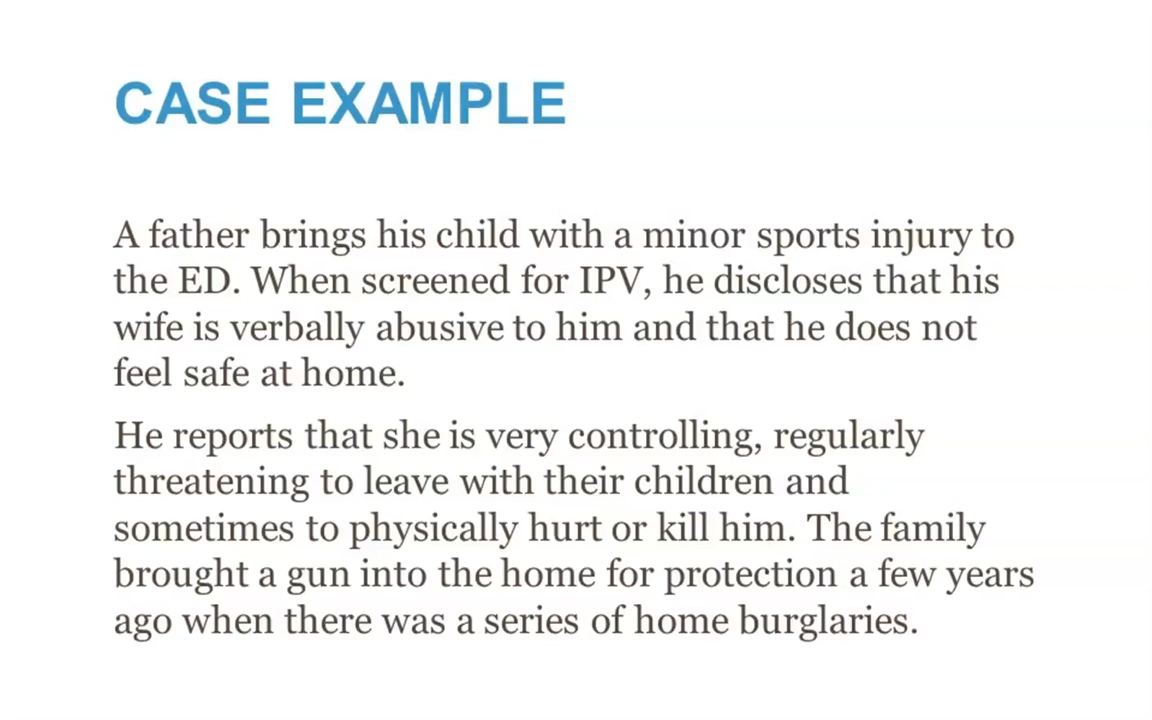 CASE EXAMPLE
A father brings his child with a minor sports injury to
the ED. When screened for IPV, he discloses that his
wife is verbally abusive to him and that he does not
feel safe at home.
He reports that she is very controlling, regularly
threatening to leave with their children and
sometimes to physically hurt or kill him. The family
brought a gun into the home for protection a few years
ago when there was a series of home burglaries.